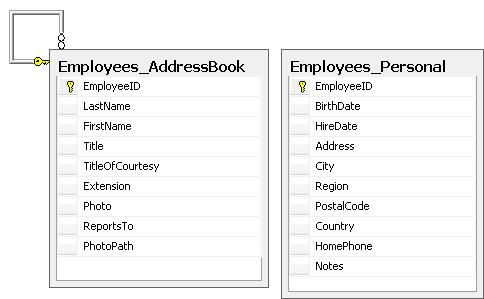 Employees_AddressBook
EmployeeID
LastName
FirstName
Title
TitleOfCourtesy
Extension
Photo
ReportsTo
PhotoPath
Employees_Personal
EmployeeID
BirthDate
HireDate
Address
City
Region
PostalCode
Country
HomePhone
Notes